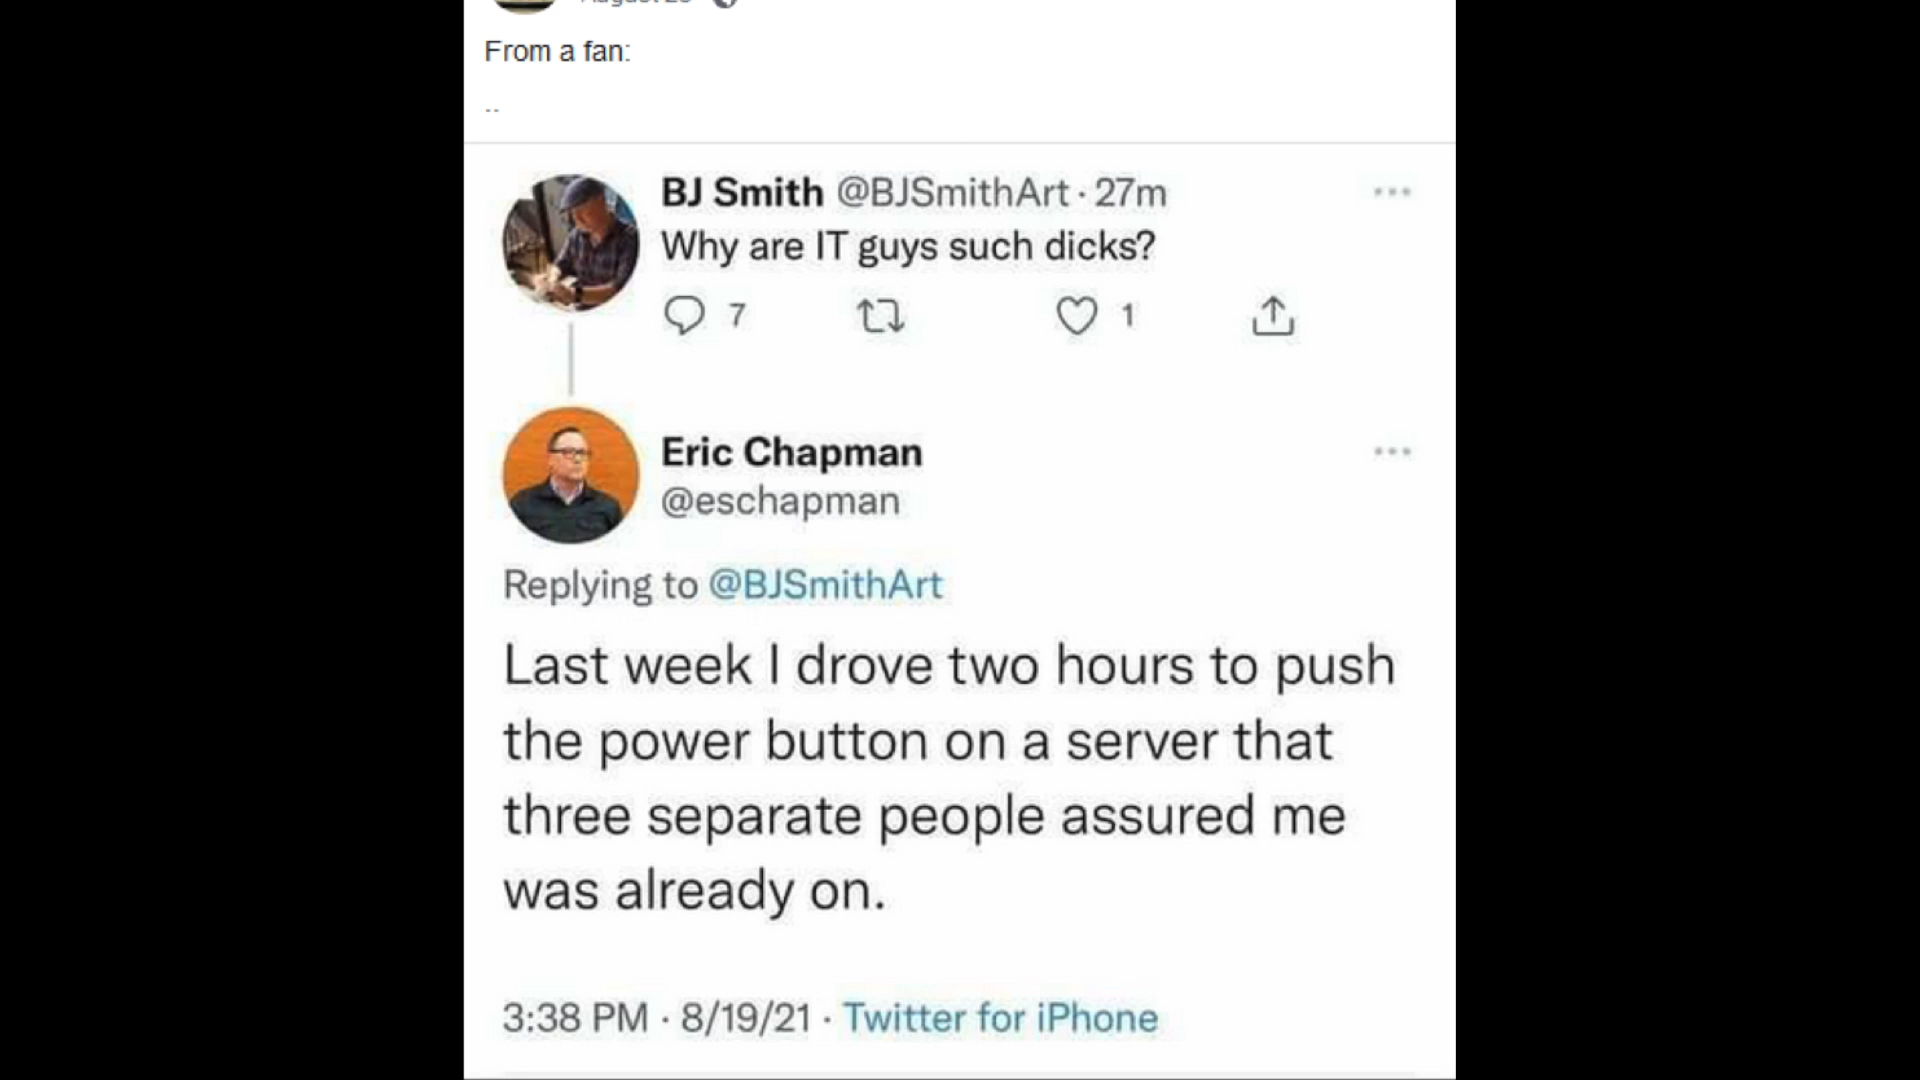 From a fan:
..
BJ Smith @BJSmithArt · 27m
Why are IT guys such dicks?
7 1
Eric Chapman
@eschapman
Replying to @BJSmithArt
Last week I drove two hours to push
the power button on a server that
three separate people assured me
was already on.
3:38 PM · 8/19/21 · Twitter for iPhone